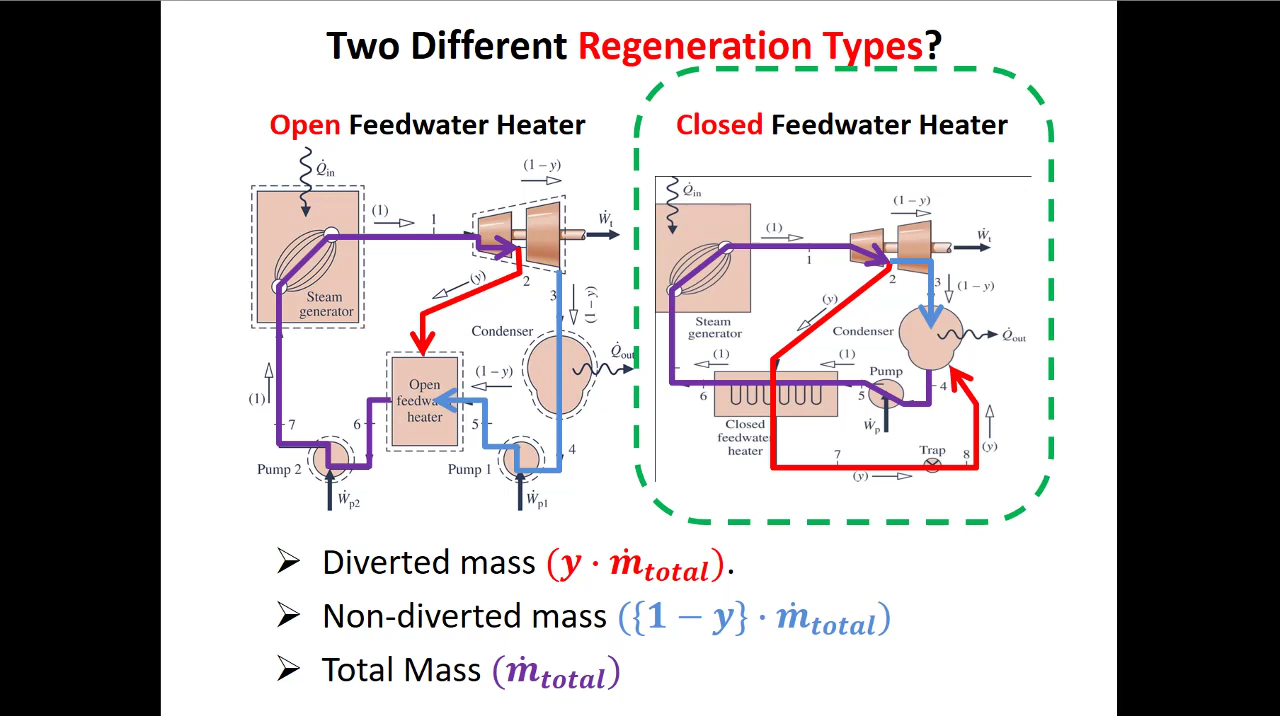 Two Different Regeneration Types?
Open Feedwater Heater
Q̇in
(1)
1
(1 – y)
Ẇt
Steam
generator
(y)
2
3
(1 – y)
Condenser
Q̇out
(1)
Open
feedwater
heater
(1 – y)
7
6
5
4
Pump 2
Pump 1
Ẇp2
Ẇp1
Closed Feedwater Heater
Q̇in
(1)
1
(1 – y)
Ẇt
2
3
(1 – y)
(y)
Steam
generator
Condenser
Q̇out
(1)
(1)
Pump
6
5
4
Ẇp
Closed
feedwater
heater
7
Trap
8
(y)
(y)
➢ Diverted mass (y · ṁtotal).
➢ Non-diverted mass ({1 − y} · ṁtotal)
➢ Total Mass (ṁtotal)